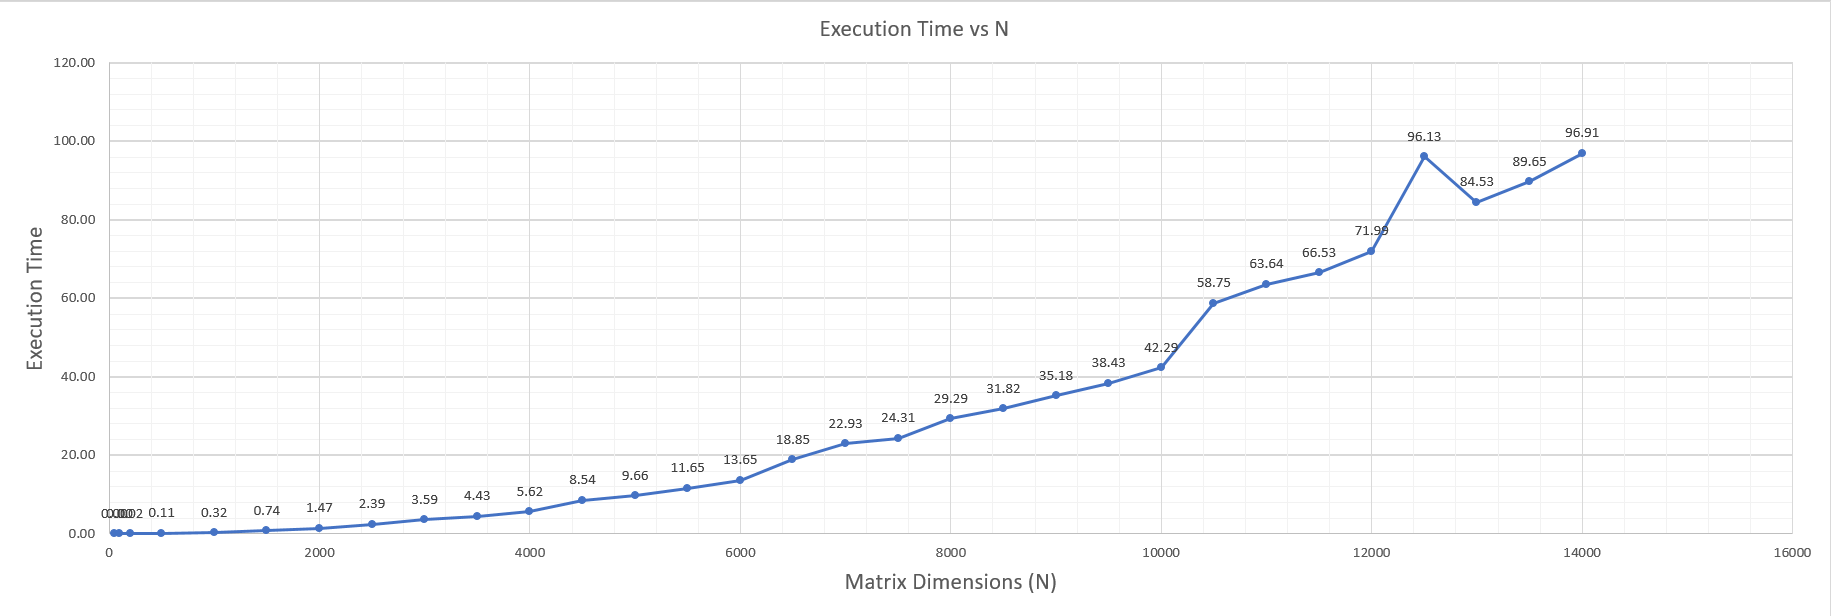 Execution Time vs N
120.00
100.00
80.00
60.00
40.00
20.00
0.00
Execution Time
0.02 0.11 0.32 0.74 1.47 2.39 3.59 4.43 5.62 8.54 9.66 11.65 13.65 18.85 22.93 24.31 29.29 31.82 35.18 38.43 42.29 58.75 63.64 66.53 71.99 96.13 84.53 89.65 96.91
0 2000 4000 6000 8000 10000 12000 14000 16000
Matrix Dimensions (N)